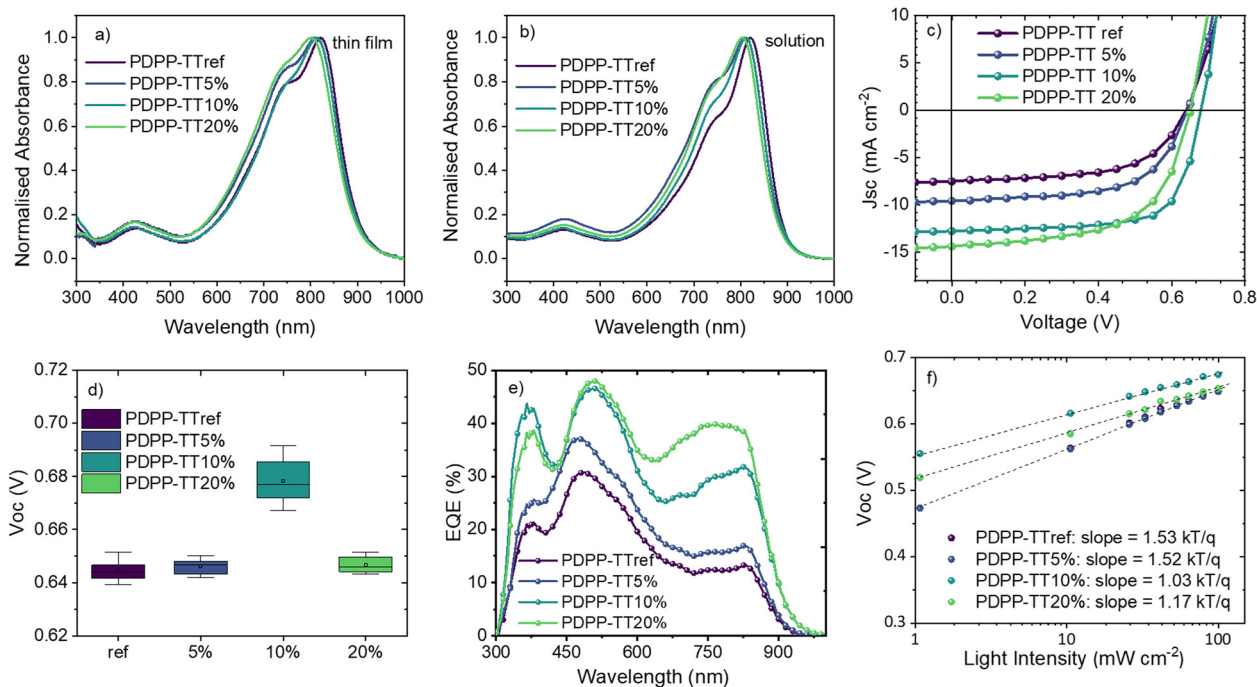 a)
thin film
PDPP-TTref
PDPP-TT5%
PDPP-TT10%
PDPP-TT20%
Normalised Absorbance
1.0
0.8
0.6
0.4
0.2
0.0
300 400 500 600 700 800 900 1000
Wavelength (nm)
b)
solution
PDPP-TTref
PDPP-TT5%
PDPP-TT10%
PDPP-TT20%
Normalised Absorbance
1.0
0.8
0.6
0.4
0.2
0.0
300 400 500 600 700 800 900 1000
Wavelength (nm)
c)
PDPP-TT ref
PDPP-TT 5%
PDPP-TT 10%
PDPP-TT 20%
Jsc (mA cm-2)
10
5
0
-5
-10
-15
0.0 0.2 0.4 0.6 0.8
Voltage (V)
d)
PDPP-TTref
PDPP-TT5%
PDPP-TT10%
PDPP-TT20%
Voc (V)
0.72
0.70
0.68
0.66
0.64
0.62
ref 5% 10% 20%
e)
EQE (%)
50
40
30
20
10
0
PDPP-TTref
PDPP-TT5%
PDPP-TT10%
PDPP-TT20%
300 450 600 750 900
Wavelength (nm)
f)
Voc (V)
0.7
0.6
0.5
0.4
PDPP-TTref: slope = 1.53 kT/q
PDPP-TT5%: slope = 1.52 kT/q
PDPP-TT10%: slope = 1.03 kT/q
PDPP-TT20%: slope = 1.17 kT/q
1 10 100
Light Intensity (mW cm-2)